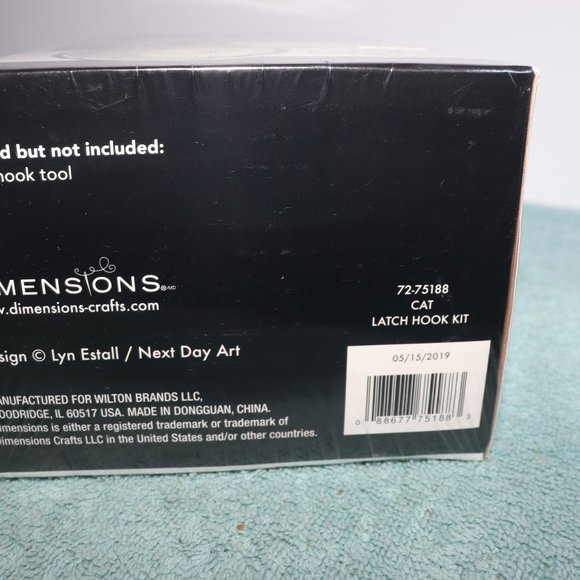 d but not included:
hook tool
MENSIONS®MC
w.dimensions-crafts.com
72-75188
CAT
LATCH HOOK KIT
esign © Lyn Estall / Next Day Art
05/15/2019
0 88677 75188 3
ANUFACTURED FOR WILTON BRANDS LLC,
OODRIDGE, IL 60517 USA. MADE IN DONGGUAN, CHINA.
Dimensions is either a registered trademark or trademark of
Dimensions Crafts LLC in the United States and/or other countries.